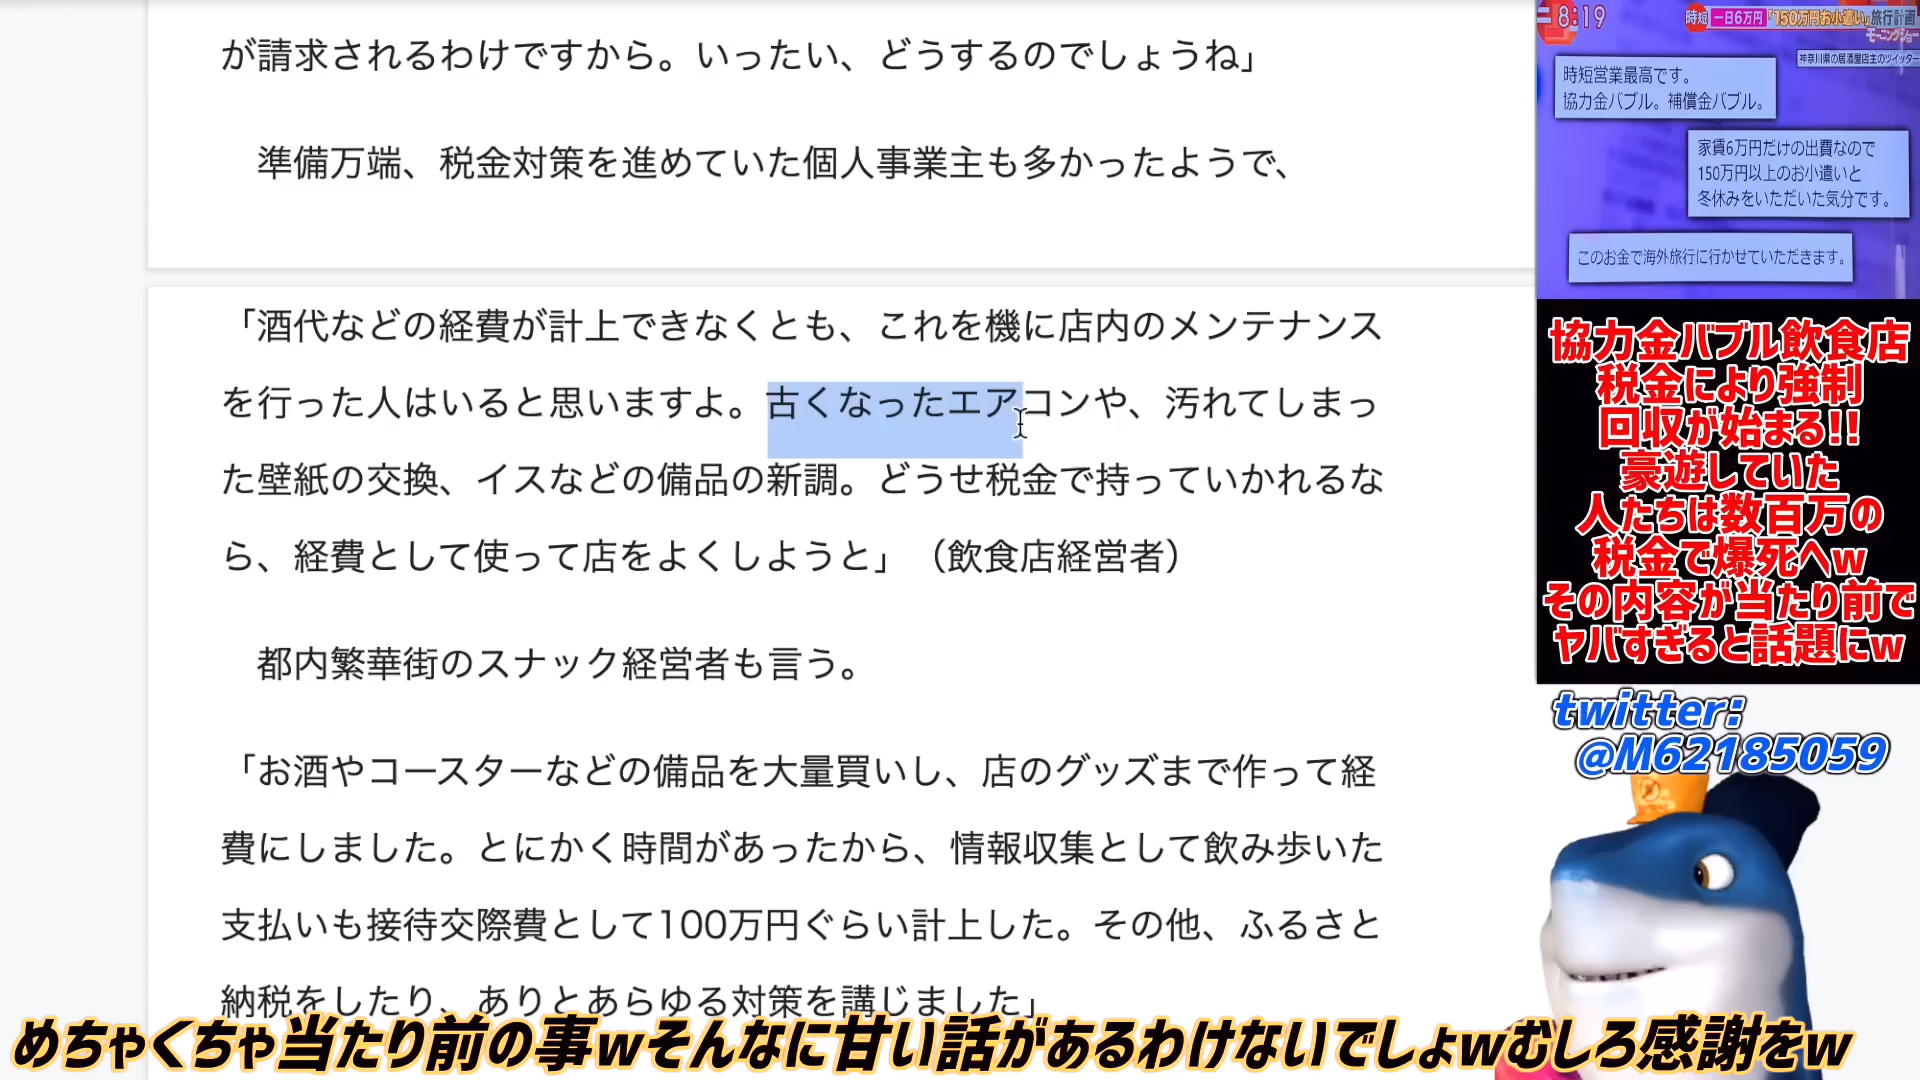 が請求されるわけですから。いったい、どうするのでしょうね」
準備万端、税金対策を進めていた個人事業主も多かったようで、
「酒代などの経費が計上できなくとも、これを機に店内のメンテナンス
を行った人はいると思いますよ。古くなったエアコンや、汚れてしまっ
た壁紙の交換、イスなどの備品の新調。どうせ税金で持っていかれるな
ら、経費として使って店をよくしようと」（飲食店経営者）
都内繁華街のスナック経営者も言う。
「お酒やコースターなどの備品を大量買いし、店のグッズまで作って経
費にしました。とにかく時間があったから、情報収集として飲み歩いた
支払いも接待交際費として100万円ぐらい計上した。その他、ふるさと
納税をしたり、ありとあらゆる対策を講じました」
8:19
時短 一日6万円「150万円お小遣い」旅行計画
モーニングショー
神奈川県の居酒屋店主のツイッター
時短営業最高です。
協力金バブル。補償金バブル。
家賃6万円だけの出費なので
150万円以上のお小遣いと
冬休みをいただいた気分です。
このお金で海外旅行に行かせていただきます。
協力金バブル飲食店
税金により強制
回収が始まる!!
豪遊していた
人たちは数百万の
税金で爆死へw
その内容が当たり前で
ヤバすぎると話題にw
twitter:
@M62185059
めちゃくちゃ当たり前の事wそんなに甘い話があるわけないでしょwむしろ感謝をw